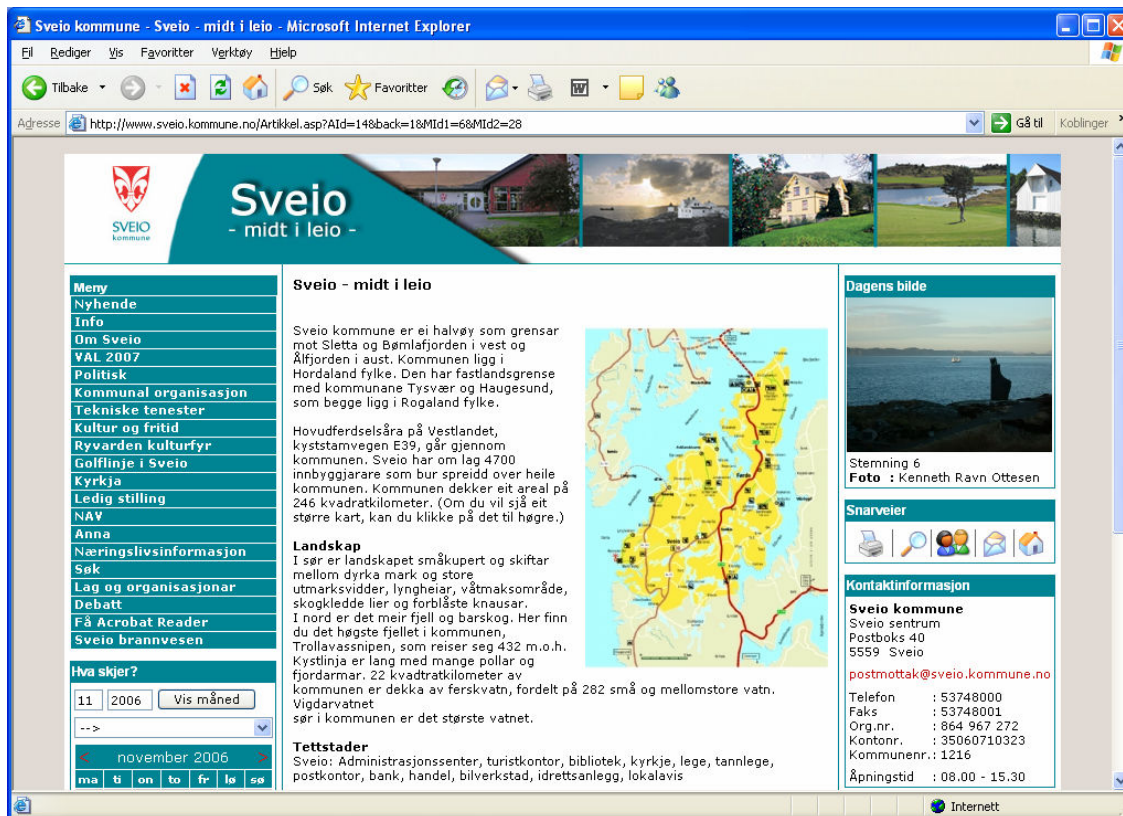 Sveio kommune - Sveio - midt i leio - Microsoft Internet Explorer
Fil Rediger Vis Favoritter Verktøy Hjelp
Tilbake Søk Favoritter
Adresse http://www.sveio.kommune.no/Artikkel.asp?AId=14&back=1&MId1=6&MId2=28 Gå til Koblinger
SVEIO
kommune
Sveio
- midt i leio -
Meny
Nyhende
Info
Om Sveio
VAL 2007
Politisk
Kommunal organisasjon
Tekniske tenester
Kultur og fritid
Ryvarden kulturfyr
Golflinje i Sveio
Kyrkja
Ledig stilling
NAV
Anna
Næringslivsinformasjon
Søk
Lag og organisasjonar
Debatt
Få Acrobat Reader
Sveio brannvesen
Hva skjer?
11 2006 Vis måned
-->
< november 2006 >
ma ti on to fr lø sø
Sveio - midt i leio
Sveio kommune er ei halvøy som grensar
mot Sletta og Bømlafjorden i vest og
Ålfjorden i aust. Kommunen ligg i
Hordaland fylke. Den har fastlandsgrense
med kommunane Tysvær og Haugesund,
som begge ligg i Rogaland fylke.
Hovudferdselsåra på Vestlandet,
kyststamvegen E39, går gjennom
kommunen. Sveio har om lag 4700
innbyggjarare som bur spreidd over heile
kommunen. Kommunen dekker eit areal på
246 kvadratkilometer. (Om du vil sjå eit
større kart, kan du klikke på det til høgre.)
Landskap
I sør er landskapet småkupert og skiftar
mellom dyrka mark og store
utmarksvidder, lyngheiar, våtmaksområde,
skogkledde lier og forblåste knausar.
I nord er det meir fjell og barskog. Her finn
du det høgste fjellet i kommunen,
Trollavassnipen, som reiser seg 432 m.o.h.
Kystlinja er lang med mange pollar og
fjordarmar. 22 kvadtratkilometer av
kommunen er dekka av ferskvatn, fordelt på 282 små og mellomstore vatn.
Vigdarvatnet
sør i kommunen er det største vatnet.
Tettstader
Sveio: Administrasjonssenter, turistkontor, bibliotek, kyrkje, lege, tannlege,
postkontor, bank, handel, bilverkstad, idrettsanlegg, lokalavis
Dagens bilde
Stemning 6
Foto : Kenneth Ravn Ottesen
Snarveier
Kontaktinformasjon
Sveio kommune
Sveio sentrum
Postboks 40
5559 Sveio
postmottak@sveio.kommune.no
Telefon : 53748000
Faks : 53748001
Org.nr. : 864 967 272
Kontonr. : 35060710323
Kommunenr.: 1216
Åpningstid : 08.00 - 15.30
Internett